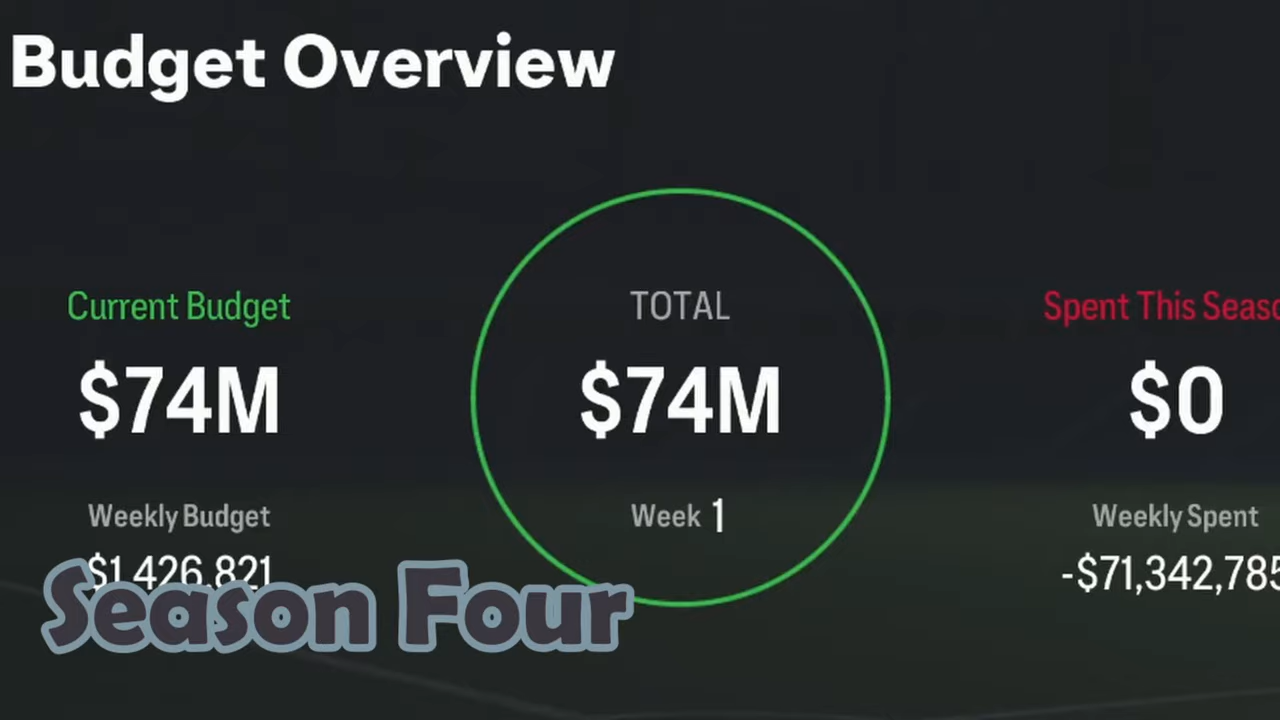 Budget Overview
Current Budget
$74M
Weekly Budget
$1,426,821
TOTAL
$74M
Week 1
Spent This Seaso
$0
Weekly Spent
-$71,342,785
Season Four